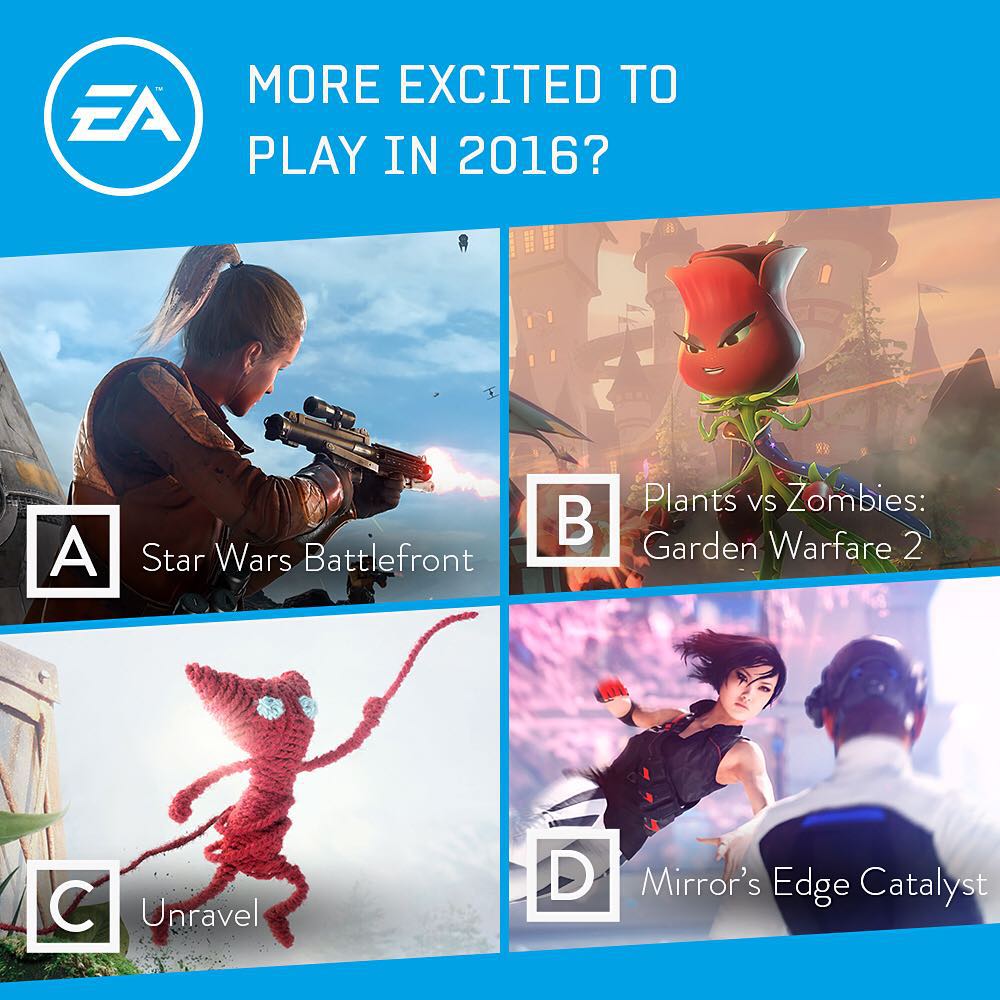 EA™
MORE EXCITED TO
PLAY IN 2016?
A
Star Wars Battlefront
B
Plants vs Zombies:
Garden Warfare 2
C
Unravel
D
Mirror's Edge Catalyst